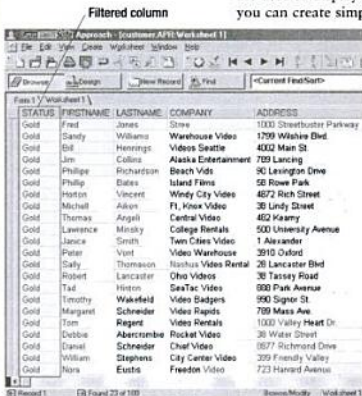 Filtered column
you can create simp
Approach - [customer.APR:Worksheet 1]
File Edit View Create Worksheet Window Help
Browse Design New Record Find <Current Find/Sort>
Form 1 Worksheet 1
STATUS FIRSTNAME LASTNAME COMPANY ADDRESS
Gold Fred Jones 1000 Streetbuster Parkway
Gold Sandy Williams Warehouse Video 1799 Wilshire Blvd.
Gold Bill Hennings Videos Seattle 4002 Main St.
Gold Jim Collins Alaska Entertainment 789 Lancing
Gold Phillipe Richardson Beach Vids 90 Lexington Drive
Gold Phillip Bates Island Films 56 Rowe Park
Gold Horton Vincent Windy City Video 4872 Rich Street
Gold Michell Aiken Ft. Knox Video 38 Lindy Street
Gold Thomas Angeli Central Video 482 Kearny
Gold Lawrence Minsky College Rentals 500 University Avenue
Gold Janice Smith Twin Cities Video 1 Alexander
Gold Peter Vont Video Warehouse 3910 Oxford
Gold Sally Thomason Nashua Video Rental 28 Lancaster Blvd
Gold Robert Lancaster Ohio Videos 38 Tassey Road
Gold Tad Hinton SeaTac Video 888 Park Avenue
Gold Timothy Wakefield Video Badgers 990 Signor St.
Gold Margaret Schneider Video Rapids 789 Mass Ave.
Gold Tom Regent Video Rentals 1000 Valley Heart Dr.
Gold Debbie Abercrombie Rocket Video 38 Water Street
Gold Daniel Schneider Chief Video 8677 Richmond Drive
Gold William Stephens City Center Video 399 Friendly Valley
Gold Nora Eustis Freedom Video 723 Harvard Avenue
Record 1 Found 23 of 100 Browse/Modify Worksheet 1